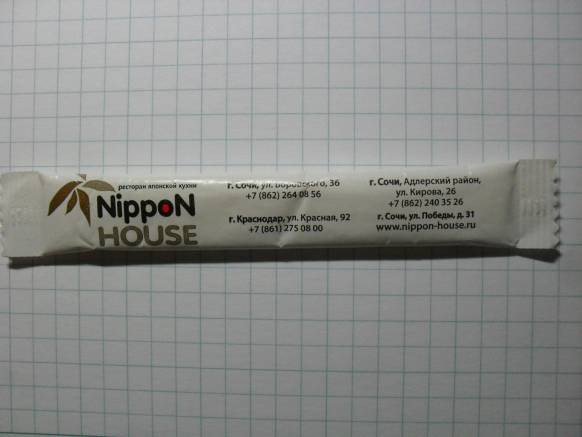 ресторан японской кухни
NippoN
HOUSE
г. Сочи, ул. Воровского, 36
+7 (862) 264 08 56
г. Краснодар, ул. Красная, 92
+7 (861) 275 08 00
г. Сочи, Адлерский район,
ул. Кирова, 26
+7 (862) 240 35 26
г. Сочи, ул. Победы, д. 31
www.nippon-house.ru